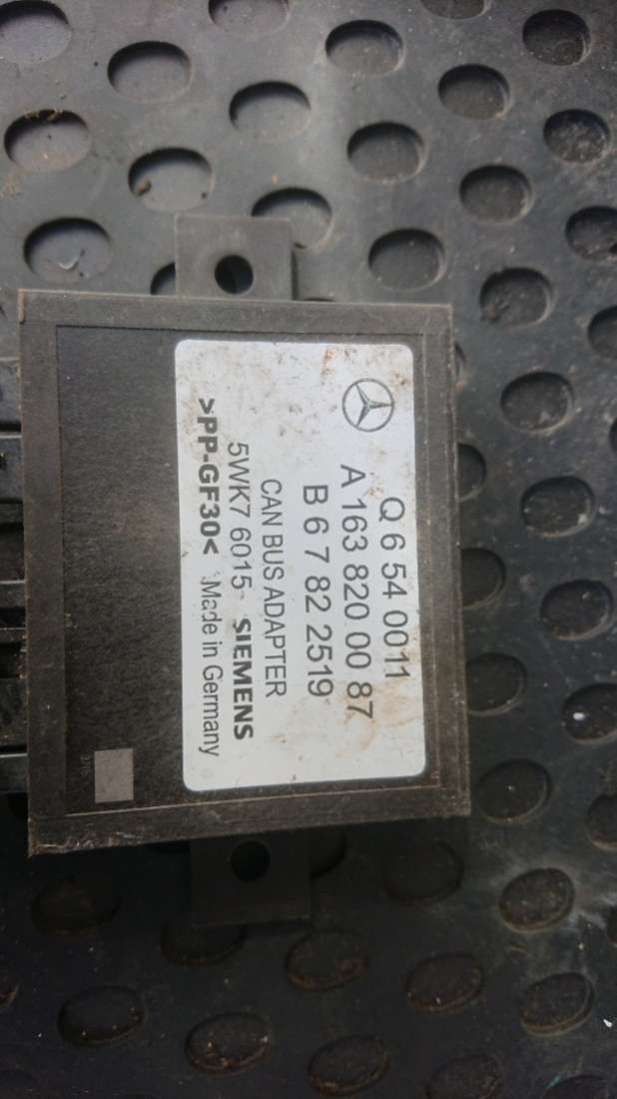 Q 6 54 0011
A 163 820 00 87
B 6 7 82 2519
CAN BUS ADAPTER
5WK7 6015 SIEMENS
>PP-GF30< Made in Germany